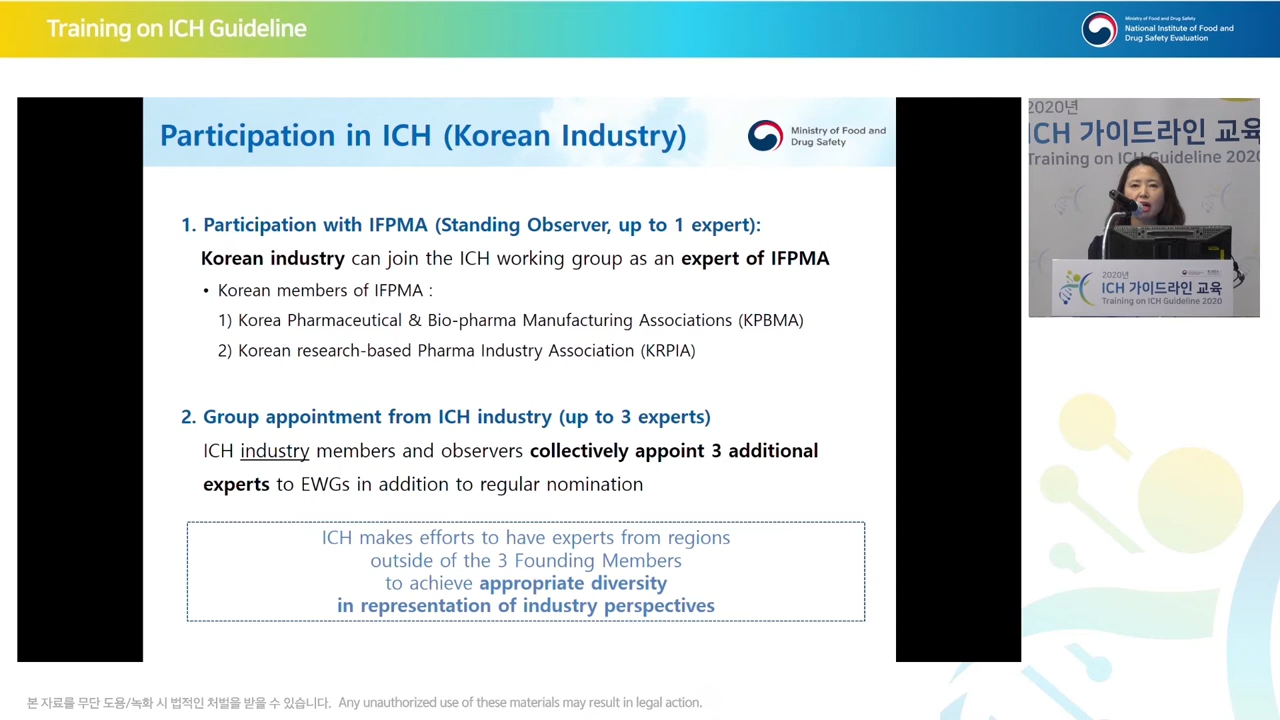 Training on ICH Guideline
Ministry of Food and Drug Safety
National Institute of Food and
Drug Safety Evaluation
Participation in ICH (Korean Industry)
Ministry of Food and
Drug Safety
1. Participation with IFPMA (Standing Observer, up to 1 expert):
Korean industry can join the ICH working group as an expert of IFPMA
• Korean members of IFPMA :
1) Korea Pharmaceutical & Bio-pharma Manufacturing Associations (KPBMA)
2) Korean research-based Pharma Industry Association (KRPIA)
2. Group appointment from ICH industry (up to 3 experts)
ICH industry members and observers collectively appoint 3 additional
experts to EWGs in addition to regular nomination
ICH makes efforts to have experts from regions
outside of the 3 Founding Members
to achieve appropriate diversity
in representation of industry perspectives
2020년
ICH 가이드라인 교육
Training on ICH Guideline 2020
2020년
ICH 가이드라인 교육
Training on ICH Guideline 2020
본 자료를 무단 도용/녹화 시 법적인 처벌을 받을 수 있습니다. Any unauthorized use of these materials may result in legal action.